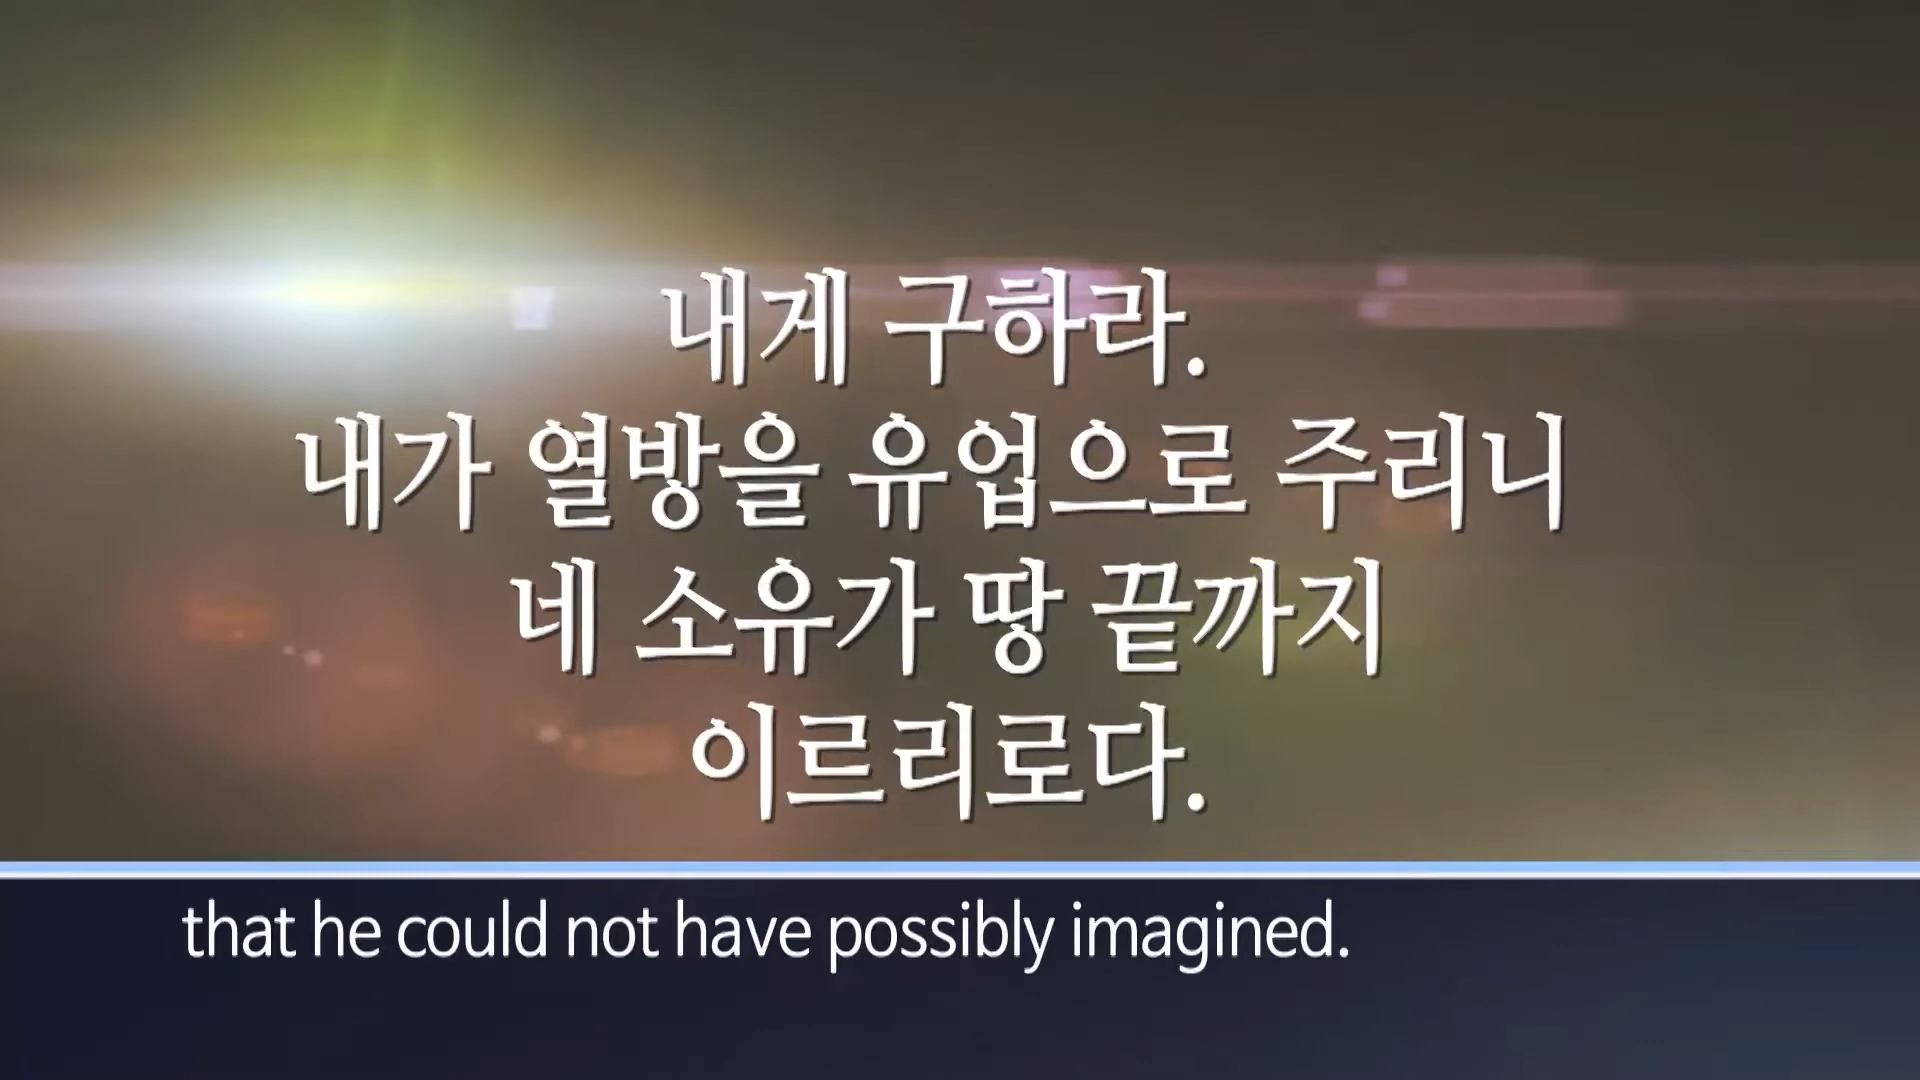 내게 구하라.
내가 열방을 유업으로 주리니
네 소유가 땅 끝까지
이르리로다.
that he could not have possibly imagined.